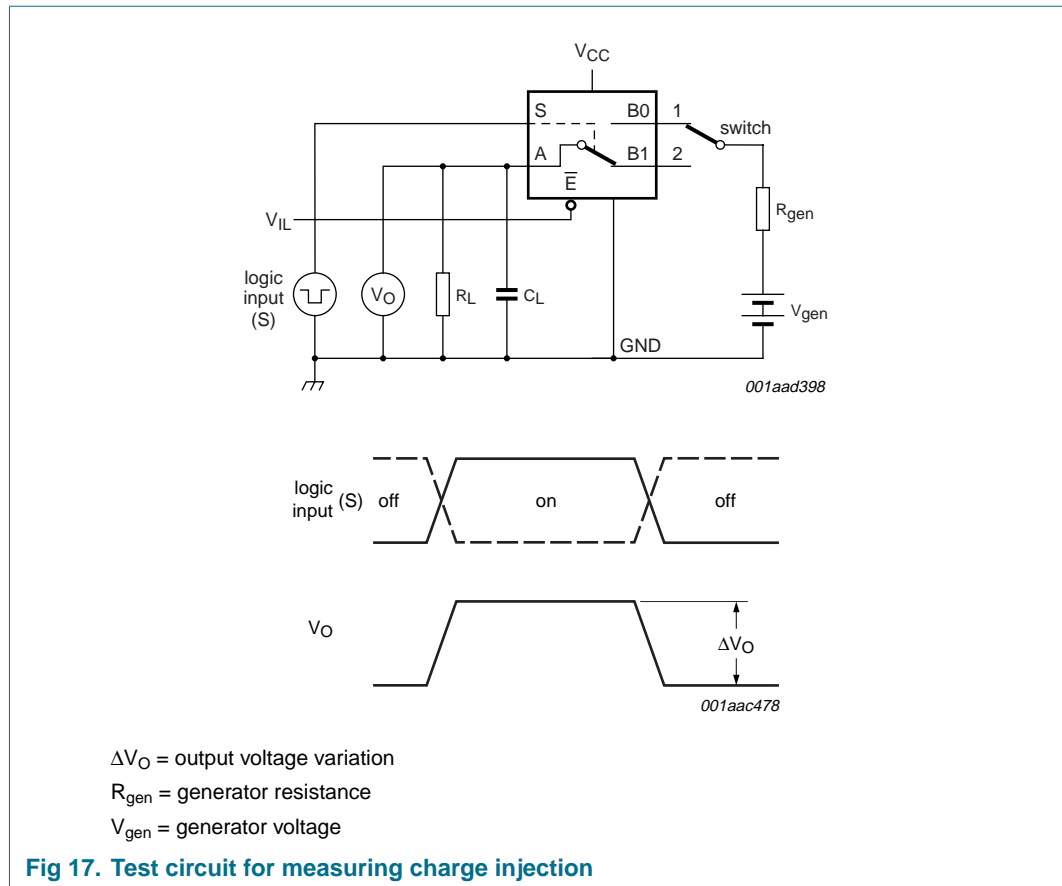 VCC
S B0 1
switch
A B1 2
E
Rgen
VIL
logic
input
(S)
VO RL CL Vgen
GND
001aad398
logic
input (S) off on off
VO
ΔVO
001aac478
ΔVO = output voltage variation
Rgen = generator resistance
Vgen = generator voltage
Fig 17. Test circuit for measuring charge injection